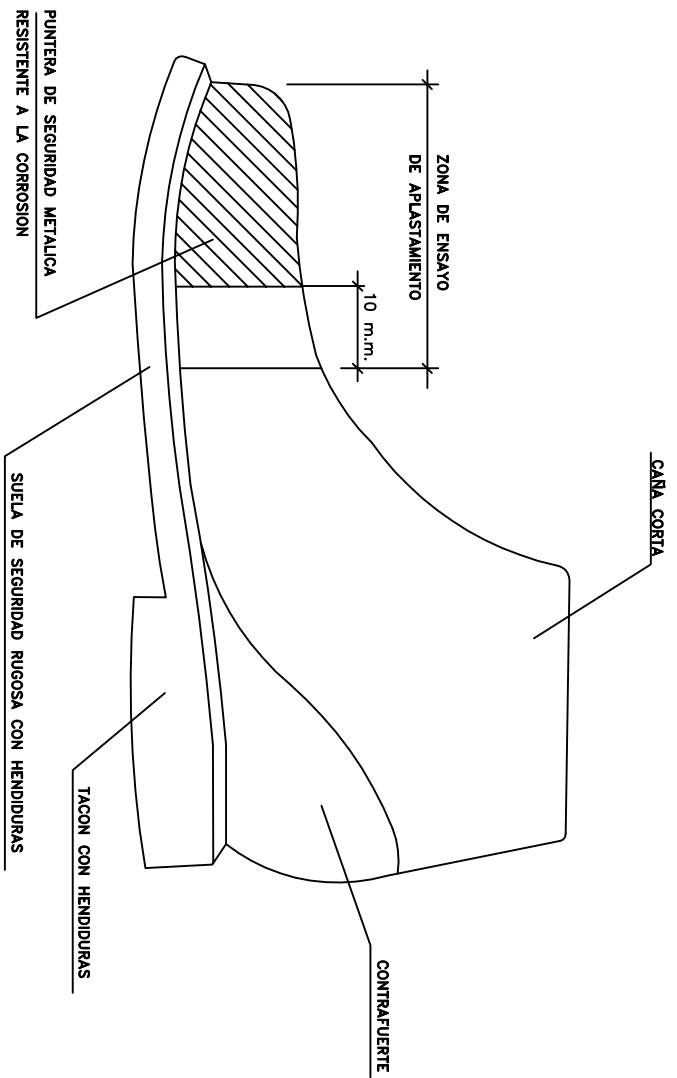 CAÑA CORTA
ZONA DE ENSAYO
DE APLASTAMIENTO
10 m.m.
CONTRAFUERTE
PUNTERA DE SEGURIDAD METALICA
RESISTENTE A LA CORROSION
TACON CON HENDIDURAS
SUELA DE SEGURIDAD RUGOSA CON HENDIDURAS